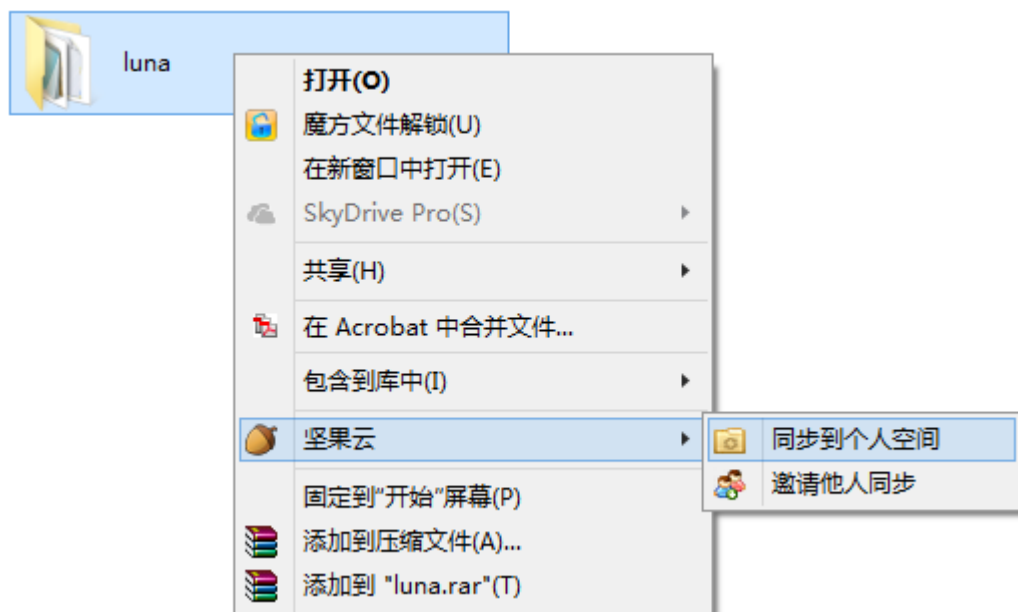 luna
打开(O)
魔方文件解锁(U)
在新窗口中打开(E)
SkyDrive Pro(S)
共享(H)
在 Acrobat 中合并文件...
包含到库中(I)
坚果云
同步到个人空间
邀请他人同步
固定到"开始"屏幕(P)
添加到压缩文件(A)...
添加到 "luna.rar"(T)